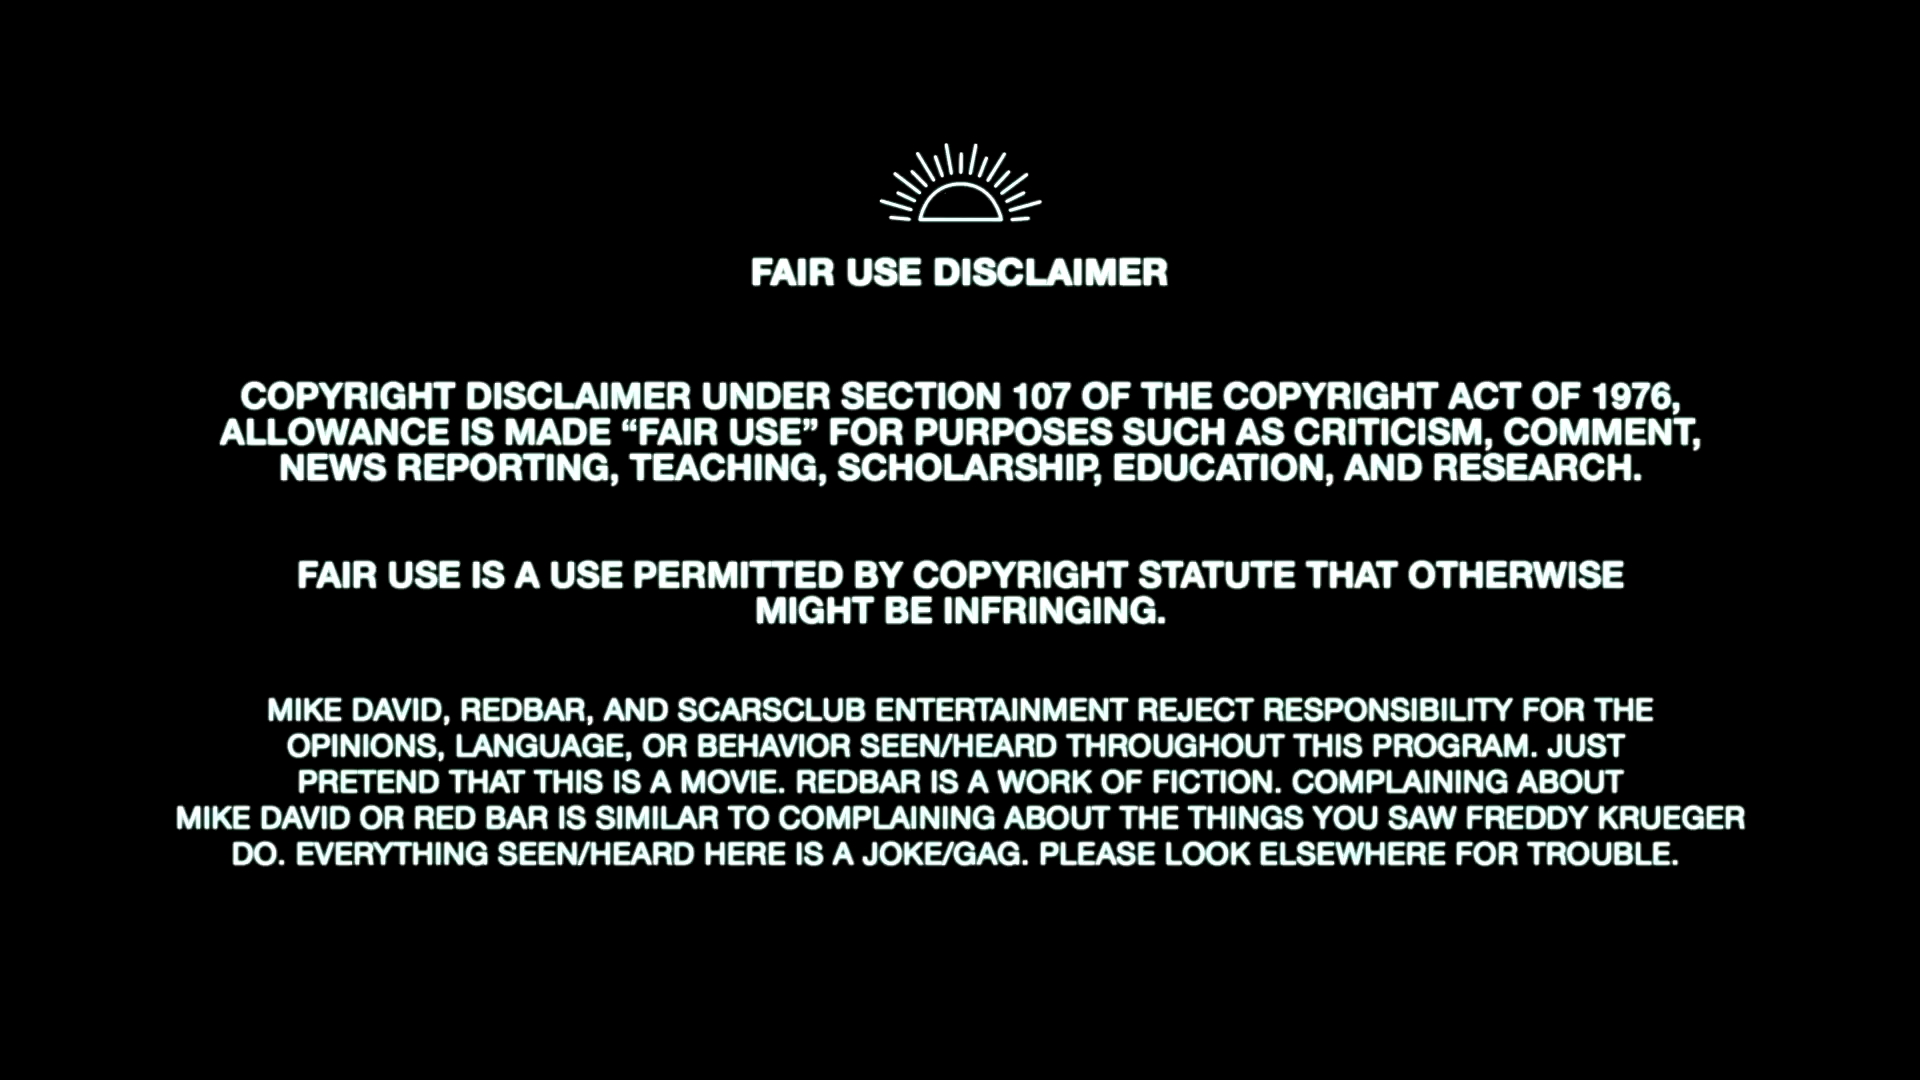 FAIR USE DISCLAIMER
COPYRIGHT DISCLAIMER UNDER SECTION 107 OF THE COPYRIGHT ACT OF 1976,
ALLOWANCE IS MADE “FAIR USE” FOR PURPOSES SUCH AS CRITICISM, COMMENT,
NEWS REPORTING, TEACHING, SCHOLARSHIP, EDUCATION, AND RESEARCH.
FAIR USE IS A USE PERMITTED BY COPYRIGHT STATUTE THAT OTHERWISE
MIGHT BE INFRINGING.
MIKE DAVID, REDBAR, AND SCARSCLUB ENTERTAINMENT REJECT RESPONSIBILITY FOR THE
OPINIONS, LANGUAGE, OR BEHAVIOR SEEN/HEARD THROUGHOUT THIS PROGRAM. JUST
PRETEND THAT THIS IS A MOVIE. REDBAR IS A WORK OF FICTION. COMPLAINING ABOUT
MIKE DAVID OR RED BAR IS SIMILAR TO COMPLAINING ABOUT THE THINGS YOU SAW FREDDY KRUEGER
DO. EVERYTHING SEEN/HEARD HERE IS A JOKE/GAG. PLEASE LOOK ELSEWHERE FOR TROUBLE.